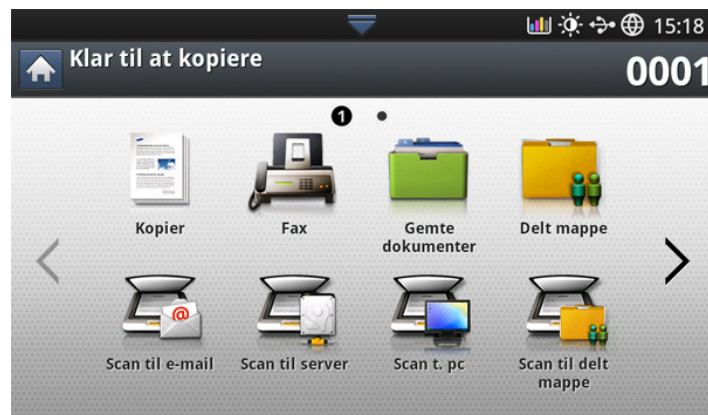 15:18
Klar til at kopiere
0001
1
Kopier
Fax
Gemte
dokumenter
Delt mappe
Scan til e-mail
Scan til server
Scan t. pc
Scan til delt
mappe